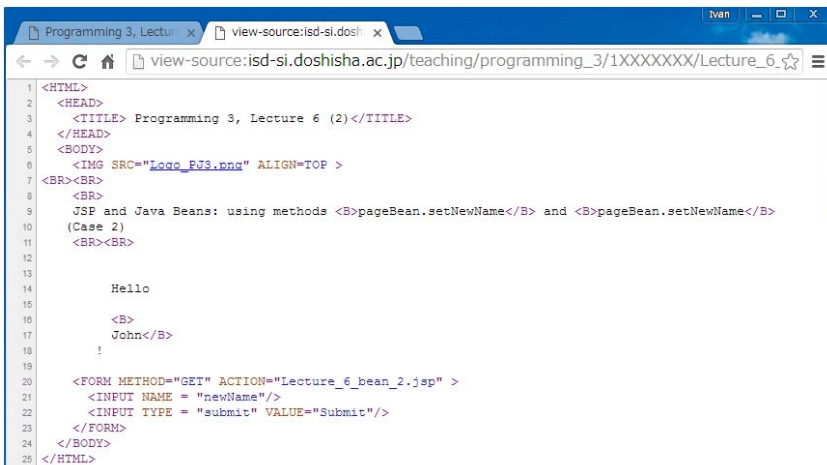 Ivan
Programming 3, Lectur
view-source:isd-si.dosh
view-source:isd-si.doshisha.ac.jp/teaching/programming_3/1XXXXXXX/Lecture_6_
1 <HTML>
2 <HEAD>
3 <TITLE> Programming 3, Lecture 6 (2)</TITLE>
4 </HEAD>
5 <BODY>
6 <IMG SRC="Logo_PJ3.png" ALIGN=TOP >
7 <BR><BR>
8 <BR>
9 JSP and Java Beans: using methods <B>pageBean.setNewName</B> and <B>pageBean.setNewName</B>
10 (Case 2)
11 <BR><BR>
12
13
14 Hello
15
16 <B>
17 John</B>
18 !
19
20 <FORM METHOD="GET" ACTION="Lecture_6_bean_2.jsp" >
21 <INPUT NAME = "newName"/>
22 <INPUT TYPE = "submit" VALUE="Submit"/>
23 </FORM>
24 </BODY>
25 </HTML>